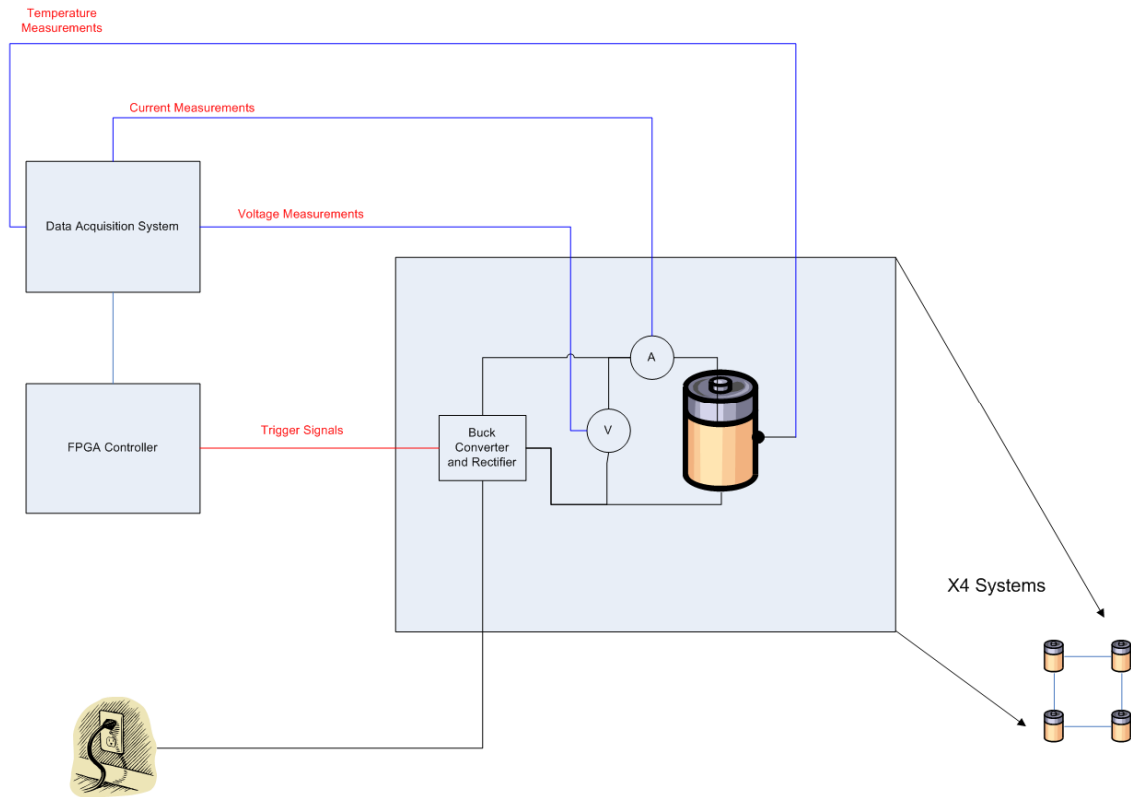 Temperature
Measurements
Current Measurements
Data Acquisition System
Voltage Measurements
A
V
FPGA Controller
Trigger Signals
Buck
Converter
and Rectifier
X4 Systems